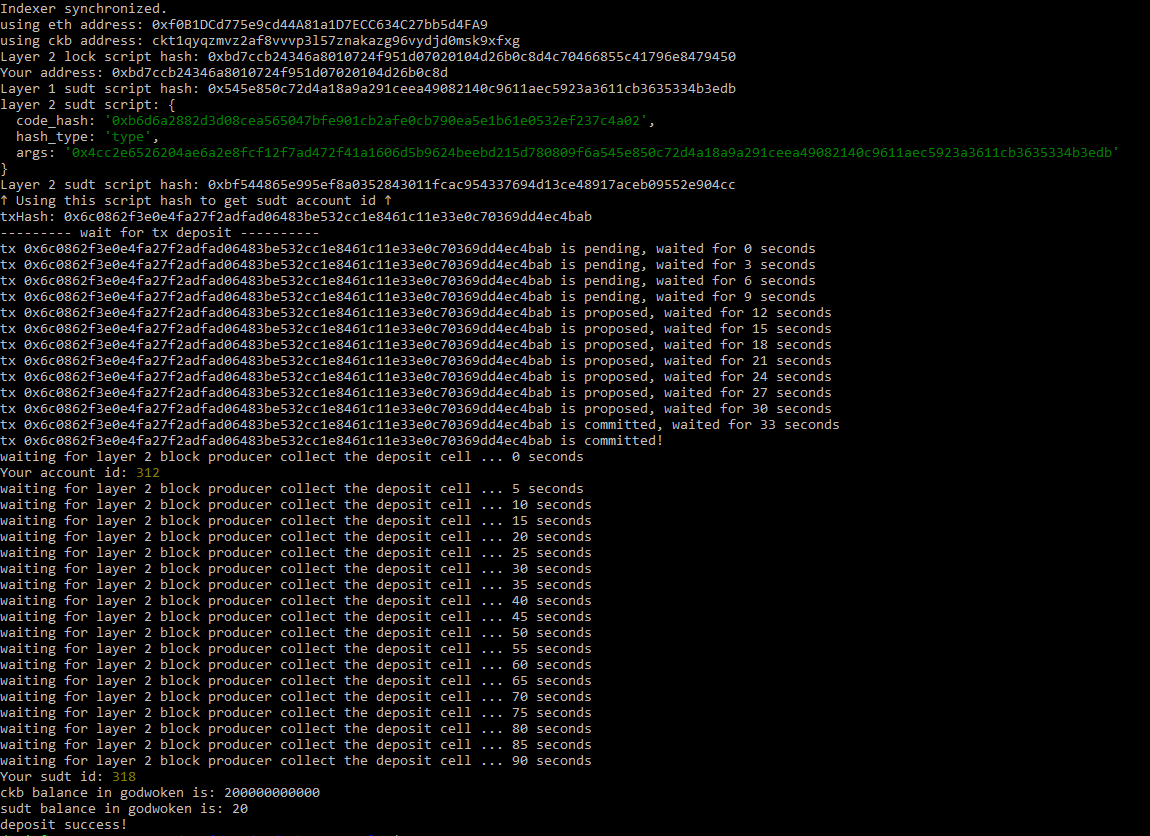 Indexer synchronized.
using eth address: 0xf0B1DCd775e9cd44A81a1D7ECC634C27bb5d4FA9
using ckb address: ckt1qyqzmvz2af8vvvp3l57znakazg96vydjd0msk9xfxg
Layer 2 lock script hash: 0xbd7ccb24346a8010724f951d07020104d26b0c8d4c70466855c41796e8479450
Your address: 0xbd7ccb24346a8010724f951d07020104d26b0c8d
Layer 1 sudt script hash: 0x545e850c72d4a18a9a291ceea49082140c9611aec5923a3611cb3635334b3edb
layer 2 sudt script: {
  code_hash: '0xb6d6a2882d3d08cea565047bfe901cb2afe0cb790ea5e1b61e0532ef237c4a02',
  hash_type: 'type',
  args: '0x4cc2e6526204ae6a2e8fcf12f7ad472f41a1606d5b9624beebd215d780809f6a545e850c72d4a18a9a291ceea49082140c9611aec5923a3611cb3635334b3edb'
}
Layer 2 sudt script hash: 0xbf544865e995ef8a0352843011fcac954337694d13ce48917aceb09552e904cc
↑ Using this script hash to get sudt account id ↑
txHash: 0x6c0862f3e0e4fa27f2adfad06483be532cc1e8461c11e33e0c70369dd4ec4bab
--------- wait for tx deposit ----------
tx 0x6c0862f3e0e4fa27f2adfad06483be532cc1e8461c11e33e0c70369dd4ec4bab is pending, waited for 0 seconds
tx 0x6c0862f3e0e4fa27f2adfad06483be532cc1e8461c11e33e0c70369dd4ec4bab is pending, waited for 3 seconds
tx 0x6c0862f3e0e4fa27f2adfad06483be532cc1e8461c11e33e0c70369dd4ec4bab is pending, waited for 6 seconds
tx 0x6c0862f3e0e4fa27f2adfad06483be532cc1e8461c11e33e0c70369dd4ec4bab is pending, waited for 9 seconds
tx 0x6c0862f3e0e4fa27f2adfad06483be532cc1e8461c11e33e0c70369dd4ec4bab is proposed, waited for 12 seconds
tx 0x6c0862f3e0e4fa27f2adfad06483be532cc1e8461c11e33e0c70369dd4ec4bab is proposed, waited for 15 seconds
tx 0x6c0862f3e0e4fa27f2adfad06483be532cc1e8461c11e33e0c70369dd4ec4bab is proposed, waited for 18 seconds
tx 0x6c0862f3e0e4fa27f2adfad06483be532cc1e8461c11e33e0c70369dd4ec4bab is proposed, waited for 21 seconds
tx 0x6c0862f3e0e4fa27f2adfad06483be532cc1e8461c11e33e0c70369dd4ec4bab is proposed, waited for 24 seconds
tx 0x6c0862f3e0e4fa27f2adfad06483be532cc1e8461c11e33e0c70369dd4ec4bab is proposed, waited for 27 seconds
tx 0x6c0862f3e0e4fa27f2adfad06483be532cc1e8461c11e33e0c70369dd4ec4bab is proposed, waited for 30 seconds
tx 0x6c0862f3e0e4fa27f2adfad06483be532cc1e8461c11e33e0c70369dd4ec4bab is committed, waited for 33 seconds
tx 0x6c0862f3e0e4fa27f2adfad06483be532cc1e8461c11e33e0c70369dd4ec4bab is committed!
waiting for layer 2 block producer collect the deposit cell ... 0 seconds
Your account id: 312
waiting for layer 2 block producer collect the deposit cell ... 5 seconds
waiting for layer 2 block producer collect the deposit cell ... 10 seconds
waiting for layer 2 block producer collect the deposit cell ... 15 seconds
waiting for layer 2 block producer collect the deposit cell ... 20 seconds
waiting for layer 2 block producer collect the deposit cell ... 25 seconds
waiting for layer 2 block producer collect the deposit cell ... 30 seconds
waiting for layer 2 block producer collect the deposit cell ... 35 seconds
waiting for layer 2 block producer collect the deposit cell ... 40 seconds
waiting for layer 2 block producer collect the deposit cell ... 45 seconds
waiting for layer 2 block producer collect the deposit cell ... 50 seconds
waiting for layer 2 block producer collect the deposit cell ... 55 seconds
waiting for layer 2 block producer collect the deposit cell ... 60 seconds
waiting for layer 2 block producer collect the deposit cell ... 65 seconds
waiting for layer 2 block producer collect the deposit cell ... 70 seconds
waiting for layer 2 block producer collect the deposit cell ... 75 seconds
waiting for layer 2 block producer collect the deposit cell ... 80 seconds
waiting for layer 2 block producer collect the deposit cell ... 85 seconds
waiting for layer 2 block producer collect the deposit cell ... 90 seconds
Your sudt id: 318
ckb balance in godwoken is: 200000000000
sudt balance in godwoken is: 20
deposit success!